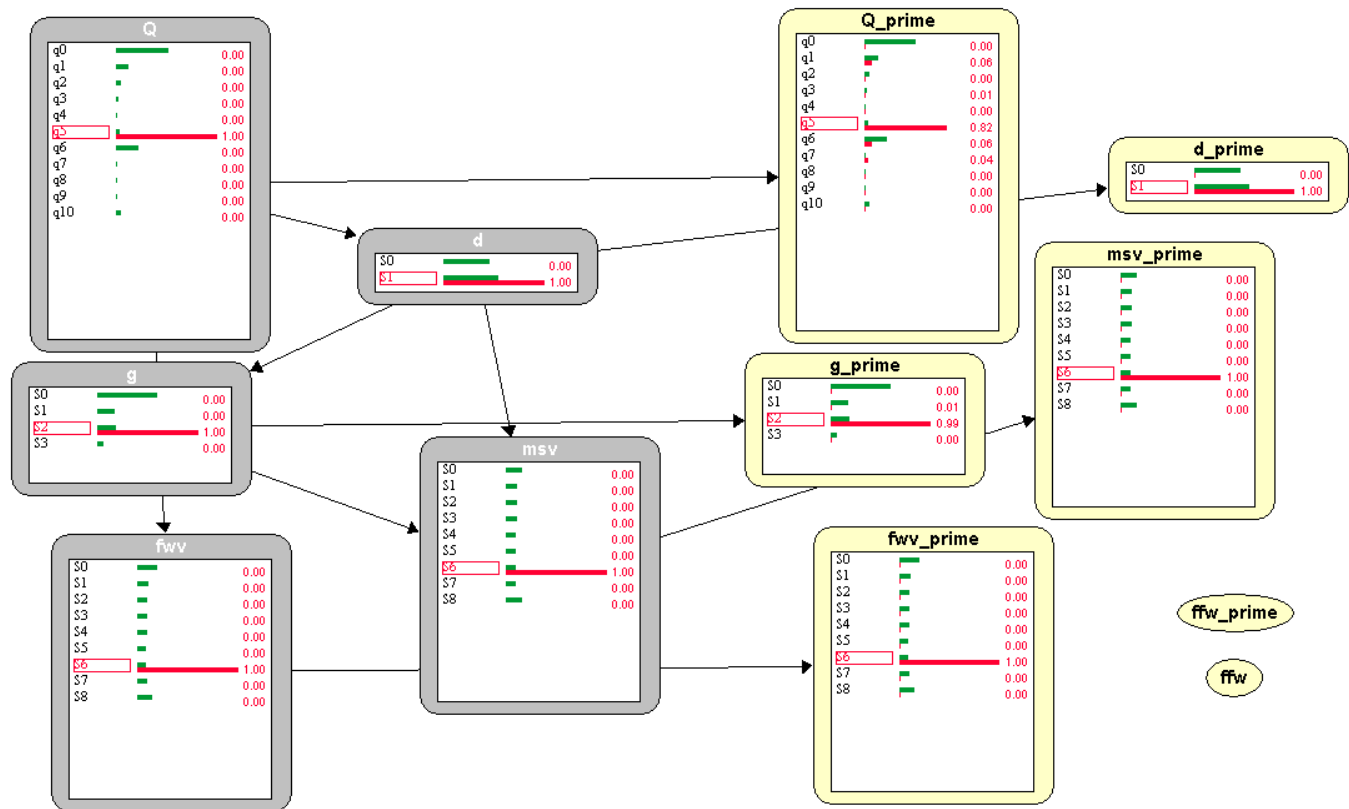 Q
q0 0.00
q1 0.00
q2 0.00
q3 0.00
q4 0.00
q5 1.00
q6 0.00
q7 0.00
q8 0.00
q9 0.00
q10 0.00
Q_prime
q0 0.00
q1 0.06
q2 0.00
q3 0.01
q4 0.00
q5 0.82
q6 0.06
q7 0.04
q8 0.00
q9 0.00
q10 0.00
d_prime
S0 0.00
S1 1.00
d
S0 0.00
S1 1.00
msv_prime
S0 0.00
S1 0.00
S2 0.00
S3 0.00
S4 0.00
S5 0.00
S6 1.00
S7 0.00
S8 0.00
g
S0 0.00
S1 0.00
S2 1.00
S3 0.00
g_prime
S0 0.00
S1 0.01
S2 0.99
S3 0.00
msv
S0 0.00
S1 0.00
S2 0.00
S3 0.00
S4 0.00
S5 0.00
S6 1.00
S7 0.00
S8 0.00
fwv
S0 0.00
S1 0.00
S2 0.00
S3 0.00
S4 0.00
S5 0.00
S6 1.00
S7 0.00
S8 0.00
fwv_prime
S0 0.00
S1 0.00
S2 0.00
S3 0.00
S4 0.00
S5 0.00
S6 1.00
S7 0.00
S8 0.00
ffw_prime
ffw